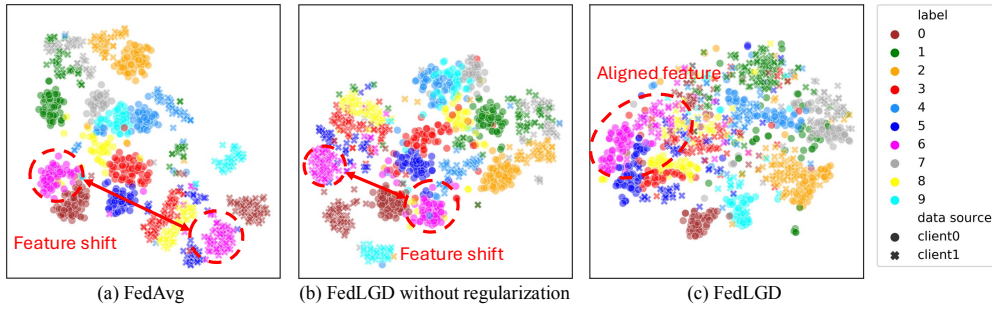 Feature shift
(a) FedAvg
Feature shift
(b) FedLGD without regularization
Aligned feature
(c) FedLGD
label
0
1
2
3
4
5
6
7
8
9
data source
client0
client1